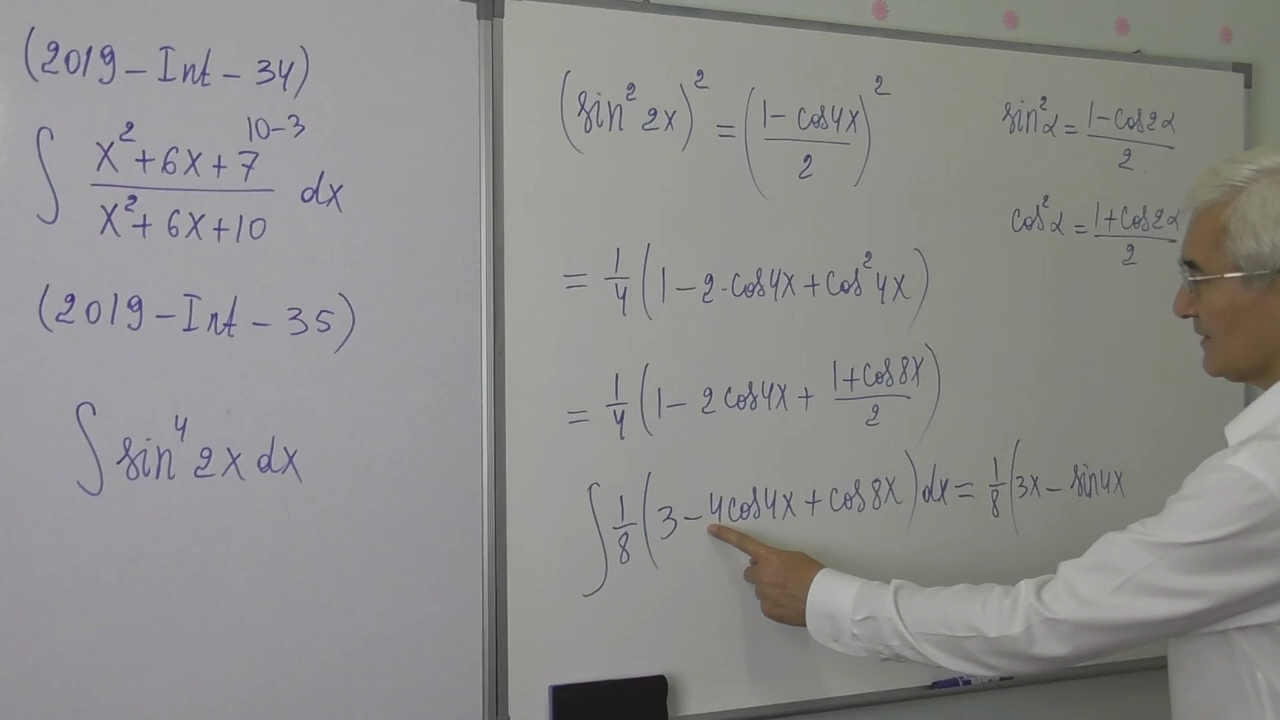 (2019 – Int – 34)
∫ (x² + 6x + 7 10–3)/(x² + 6x + 10) dx
(2019 – Int – 35)
∫ sin⁴ 2x dx
(sin² 2x)² = ((1 – cos4x)/2)²
= 1/4 (1 – 2·cos4x + cos² 4x)
= 1/4 (1 – 2cos4x + (1 + cos8x)/2)
∫ 1/8 (3 – 4cos4x + cos8x) dx = 1/8 (3x – sin4x
sin²α = (1 – cos2α)/2
cos²α = (1 + cos2α)/2